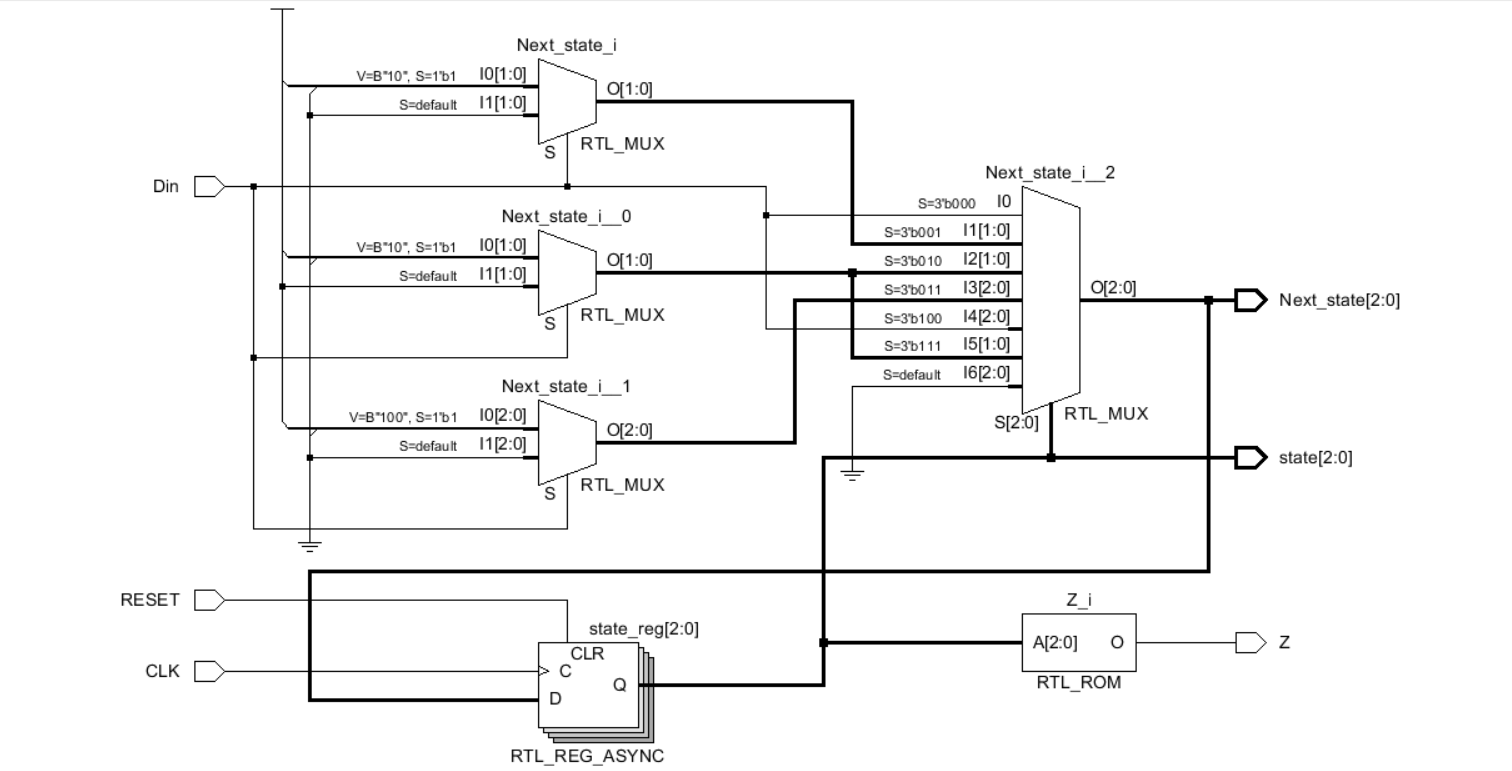 Next_state_i
V=B"10", S=1'b1 I0[1:0]
O[1:0]
S=default I1[1:0]
S RTL_MUX
Din
Next_state_i__2
S=3'b000 I0
Next_state_i__0
S=3'b001 I1[1:0]
V=B"10", S=1'b1 I0[1:0]
O[1:0]
S=3'b010 I2[1:0]
S=default I1[1:0]
S=3'b011 I3[2:0]
O[2:0]
Next_state[2:0]
S RTL_MUX
S=3'b100 I4[2:0]
S=3'b111 I5[1:0]
S=default I6[2:0]
Next_state_i__1
V=B"100", S=1'b1 I0[2:0]
S[2:0] RTL_MUX
O[2:0]
S=default I1[2:0]
state[2:0]
S RTL_MUX
RESET
Z_i
state_reg[2:0]
CLR
A[2:0] O
Z
CLK
C
Q
RTL_ROM
D
RTL_REG_ASYNC